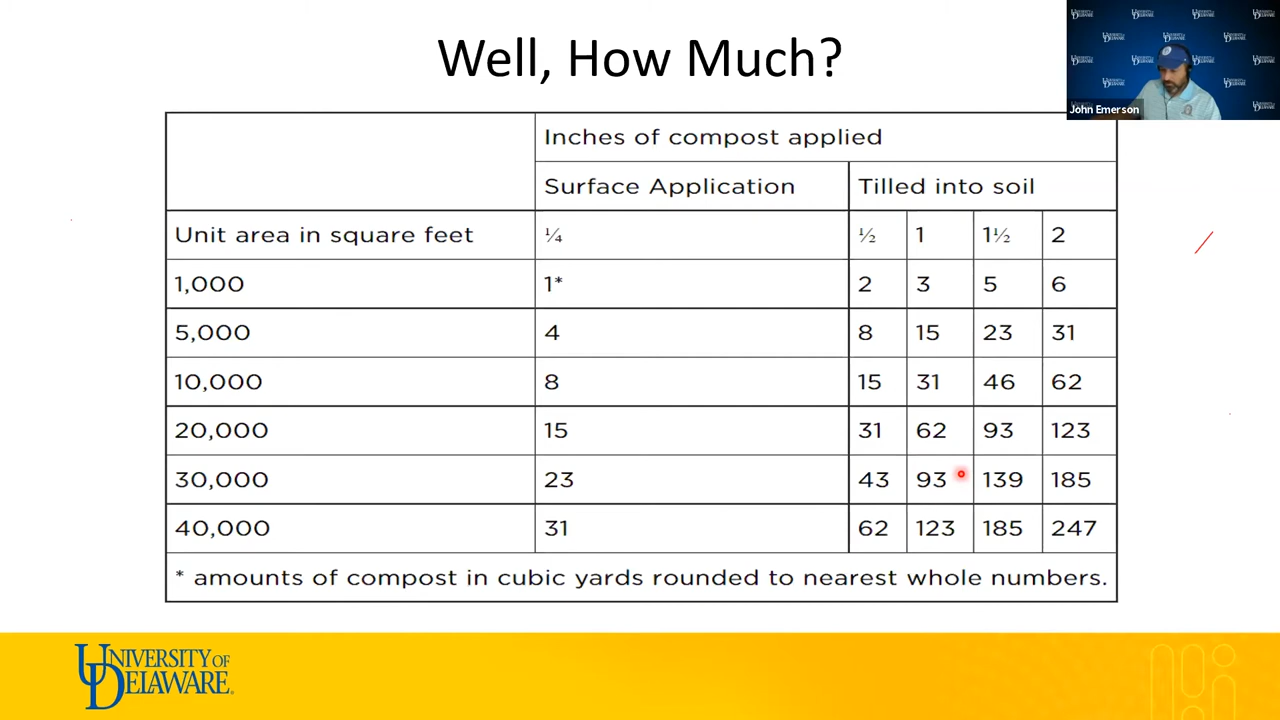 Well, How Much?
John Emerson
Inches of compost applied
Surface Application Tilled into soil
Unit area in square feet ¼ ½ 1 1½ 2
1,000 1* 2 3 5 6
5,000 4 8 15 23 31
10,000 8 15 31 46 62
20,000 15 31 62 93 123
30,000 23 43 93 139 185
40,000 31 62 123 185 247
* amounts of compost in cubic yards rounded to nearest whole numbers.
UNIVERSITY OF
DELAWARE